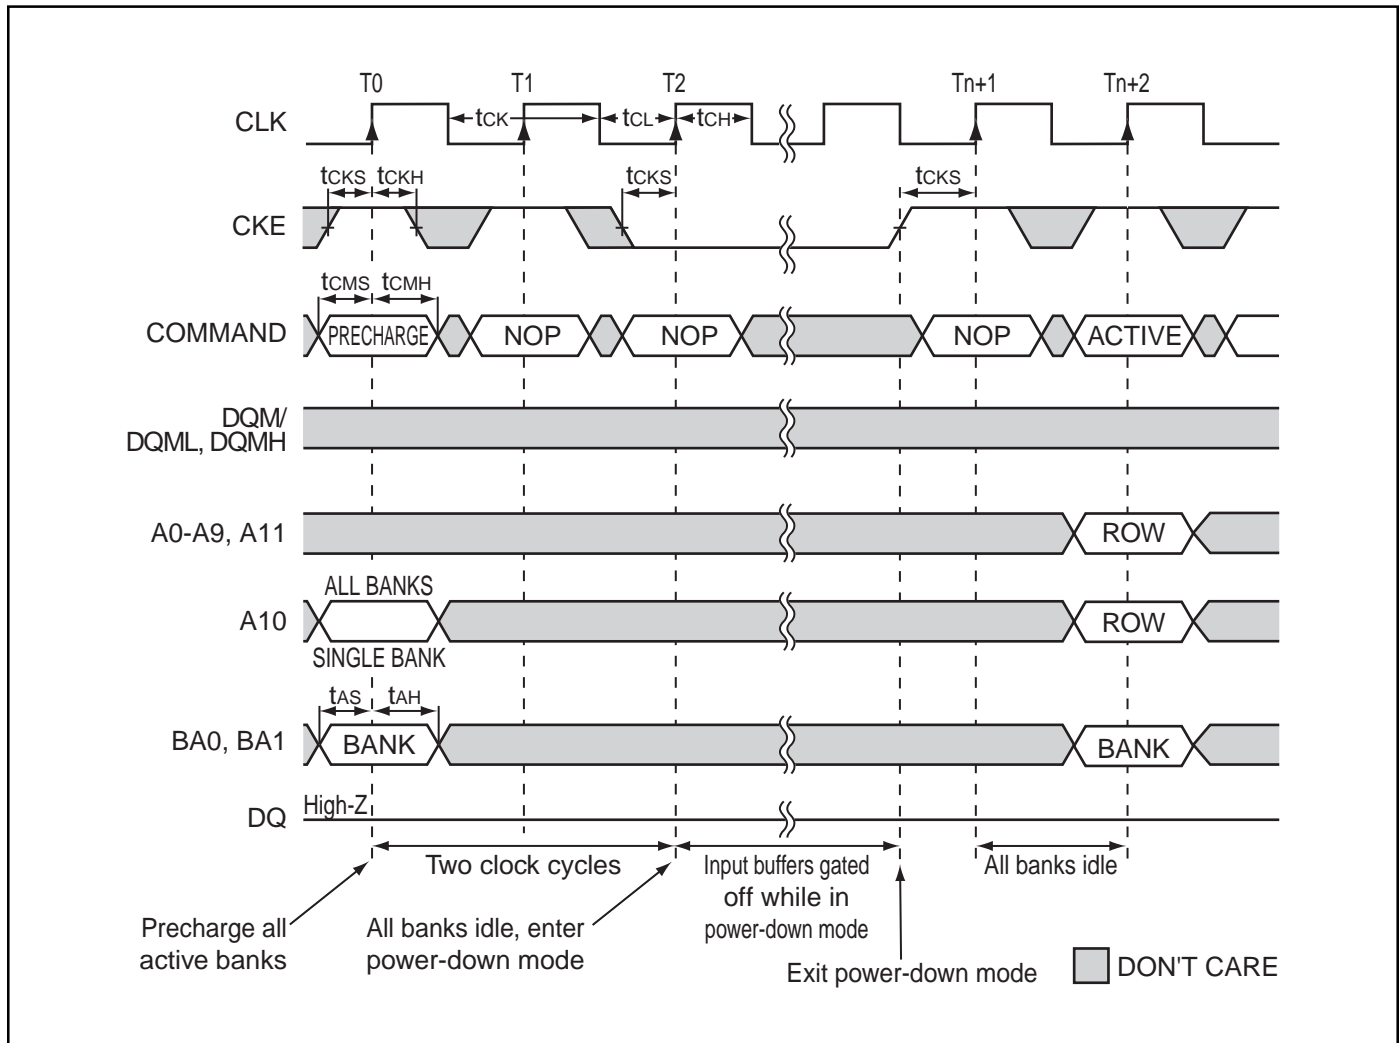 T0 T1 T2 Tn+1 Tn+2
CLK tCK tCL tCH
tCKS tCKH tCKS tCKS
CKE
tCMS tCMH
COMMAND PRECHARGE NOP NOP NOP ACTIVE
DQM/
DQML, DQMH
A0-A9, A11 ROW
ALL BANKS
A10 ROW
SINGLE BANK
tAS tAH
BA0, BA1 BANK BANK
DQ High-Z
Two clock cycles
Input buffers gated
off while in
power-down mode
All banks idle
Precharge all
active banks
All banks idle, enter
power-down mode
Exit power-down mode
DON'T CARE